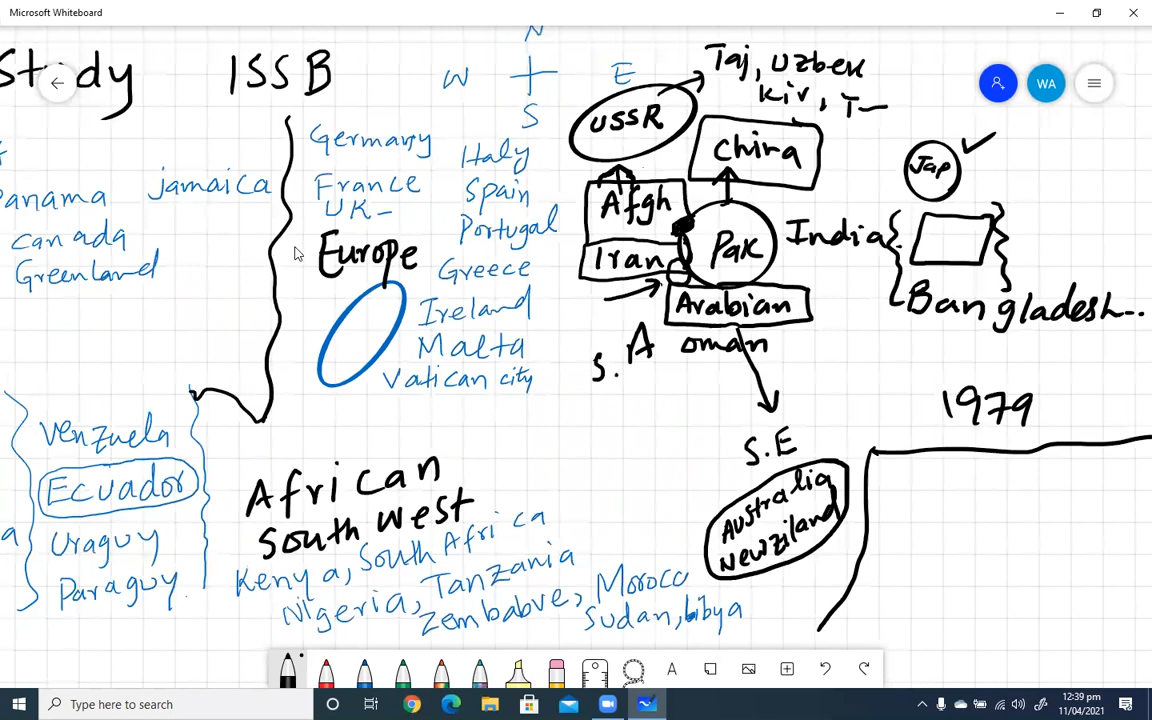 Microsoft Whiteboard
Study ISSB
N
W E
S
Taj, Uzbek
Kir, T-
USSR
China
WA
Jap
Germany
France
UK-
Europe
Italy
Spain
Portugal
Greece
Ireland
Malta
Vatican city
Panama
jamaica
Canada
Greenland
Afgh
Iran
Pak
India
Bangladesh...
Arabian
S.A
oman
1979
S.E
Australia
Newziland
Venzuela
Ecuador
Uraguy
Paraguy
African
South west
Kenya, South Africa
Nigeria, Tanzania
Zembabve, Moroco
Sudan, libya
A
Type here to search
12:39 pm
11/04/2021